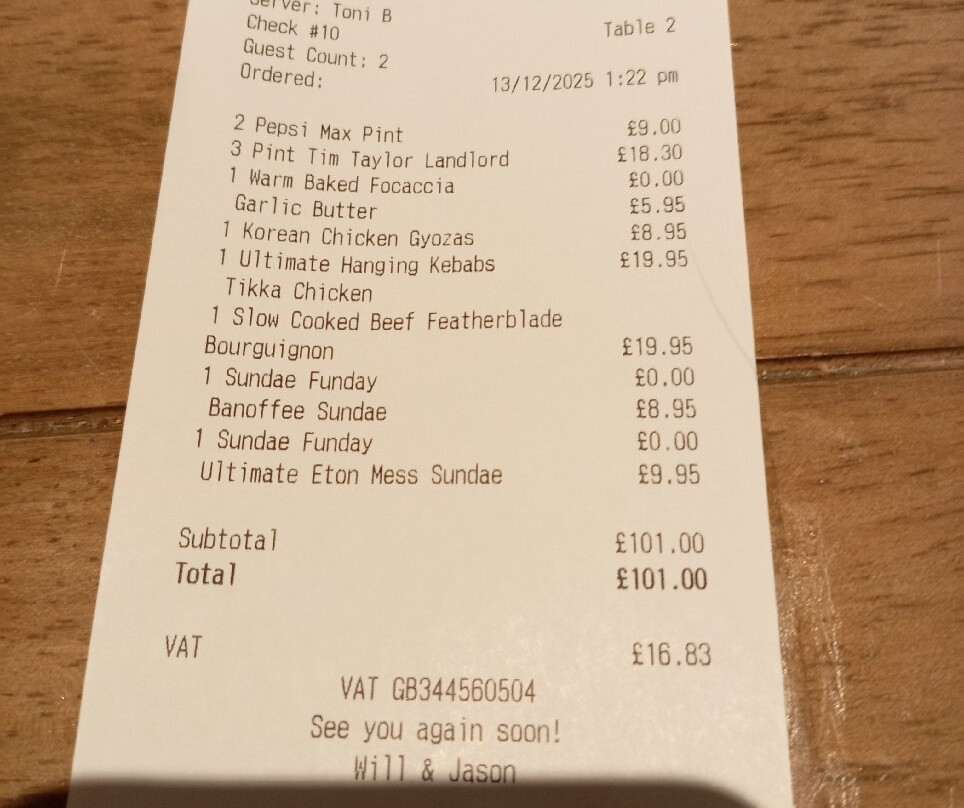 Server: Toni B
Check #10 Table 2
Guest Count: 2
Ordered: 13/12/2025 1:22 pm
2 Pepsi Max Pint £9.00
3 Pint Tim Taylor Landlord £18.30
1 Warm Baked Focaccia £0.00
Garlic Butter £5.95
1 Korean Chicken Gyozas £8.95
1 Ultimate Hanging Kebabs £19.95
Tikka Chicken
1 Slow Cooked Beef Featherblade
Bourguignon £19.95
1 Sundae Funday £0.00
Banoffee Sundae £8.95
1 Sundae Funday £0.00
Ultimate Eton Mess Sundae £9.95
Subtotal £101.00
Total £101.00
VAT £16.83
VAT GB344560504
See you again soon!
Will & Jason